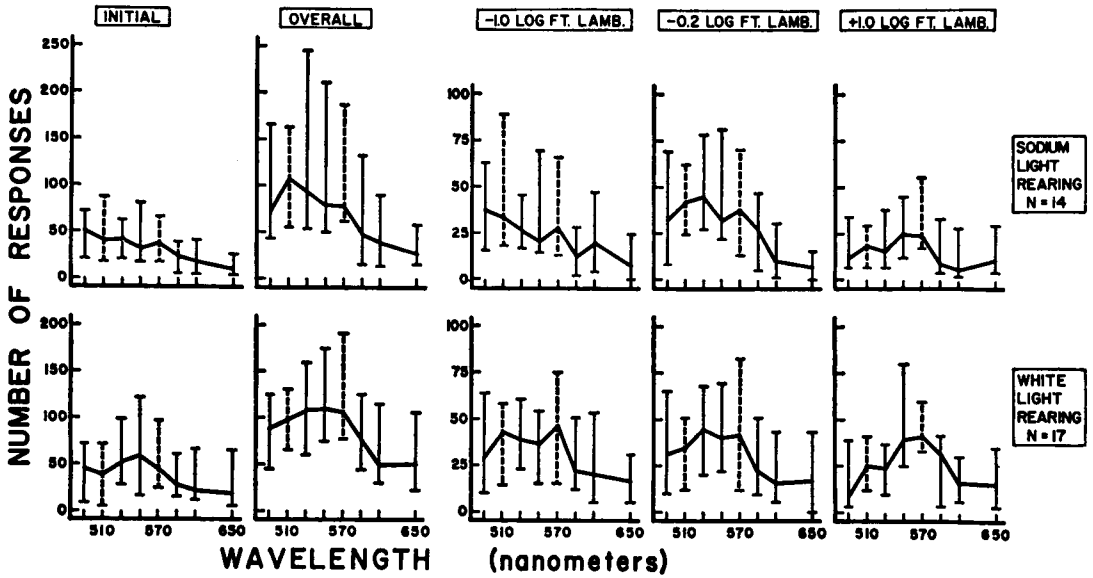 INITIAL
OVERALL
-1.0 LOG FT. LAMB.
-0.2 LOG FT. LAMB.
+1.0 LOG FT. LAMB.
250
200
150
100
50
0
100
75
50
25
0
SODIUM
LIGHT
REARING
N = 14
NUMBER OF RESPONSES
200
150
100
50
0
100
75
50
25
0
WHITE
LIGHT
REARING
N = 17
510 570 650
510 570 650
510 570 650
510 570 650
510 570 650
WAVELENGTH (nanometers)